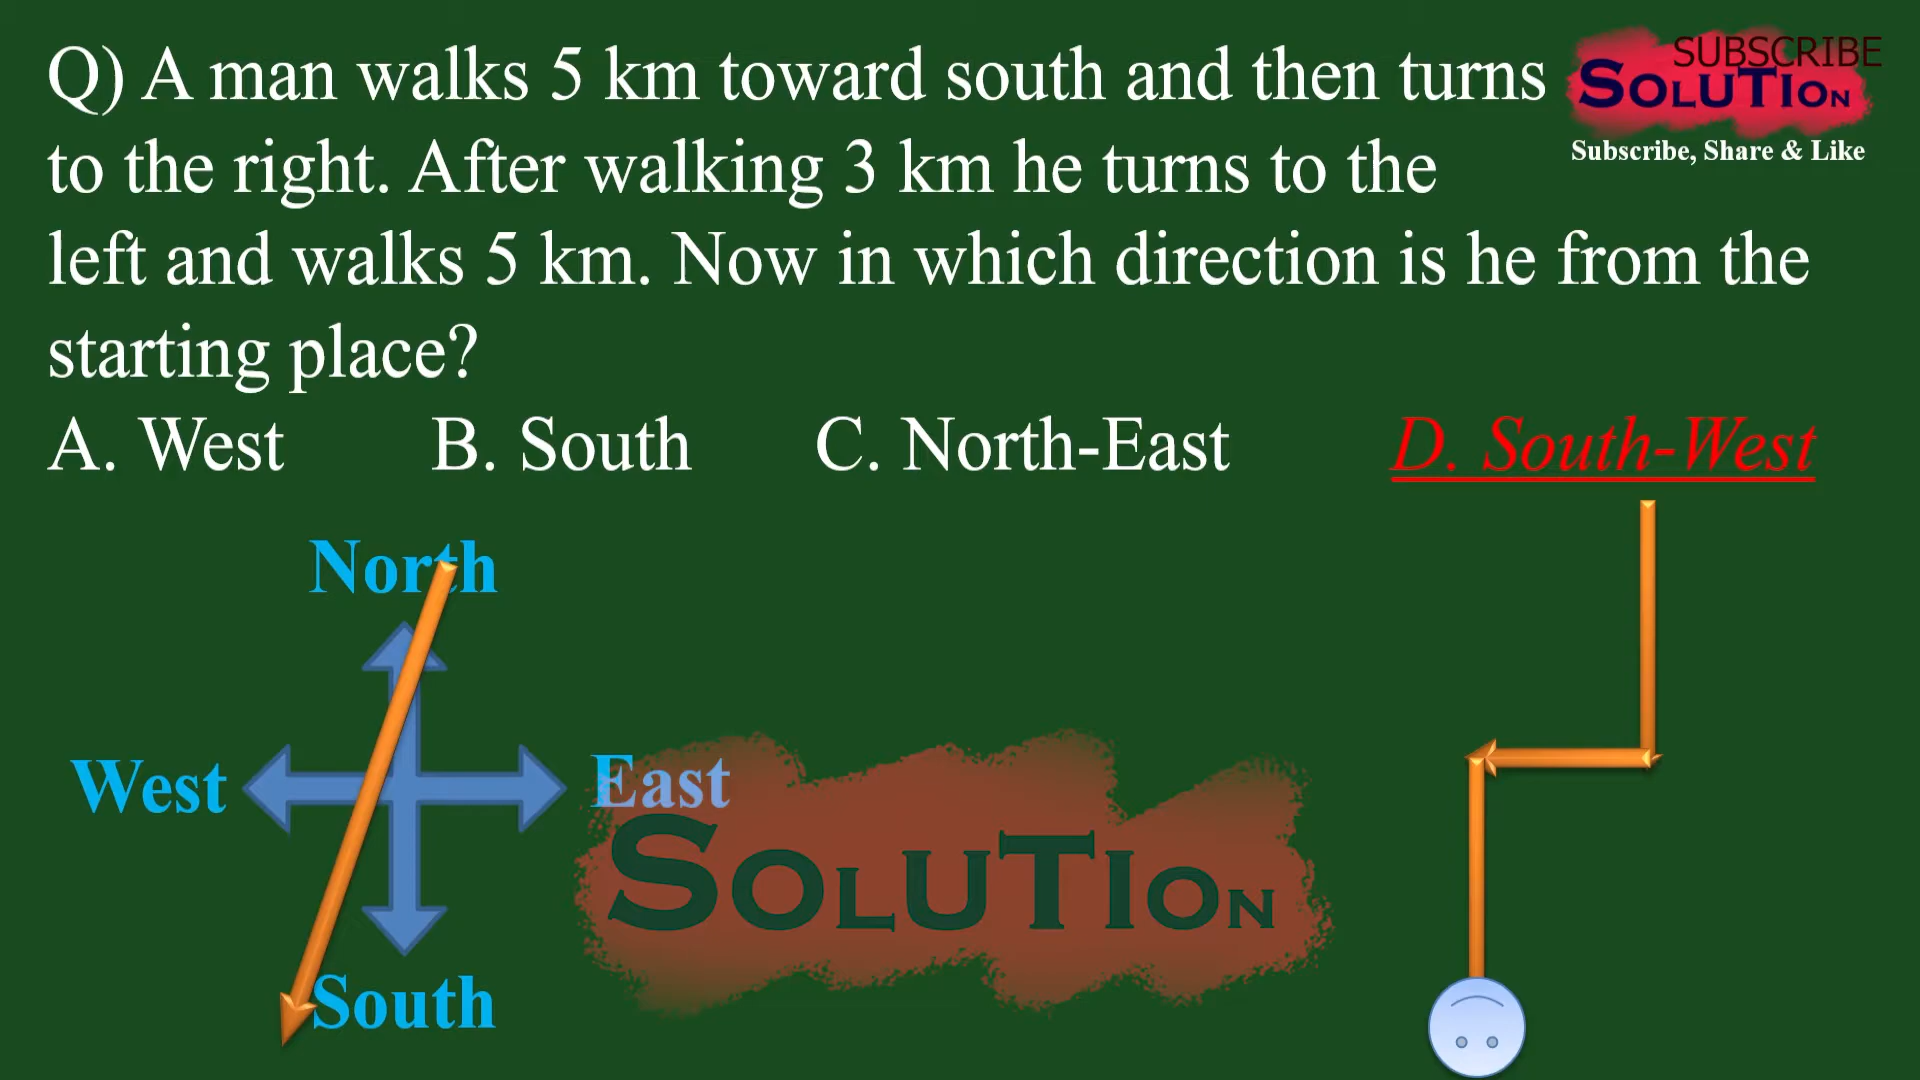 Q) A man walks 5 km toward south and then turns
to the right. After walking 3 km he turns to the
left and walks 5 km. Now in which direction is he from the
starting place?
A. West B. South C. North-East D. South-West
SUBSCRIBE
SOLUTION
Subscribe, Share & Like
North
West
East
South
SOLUTION